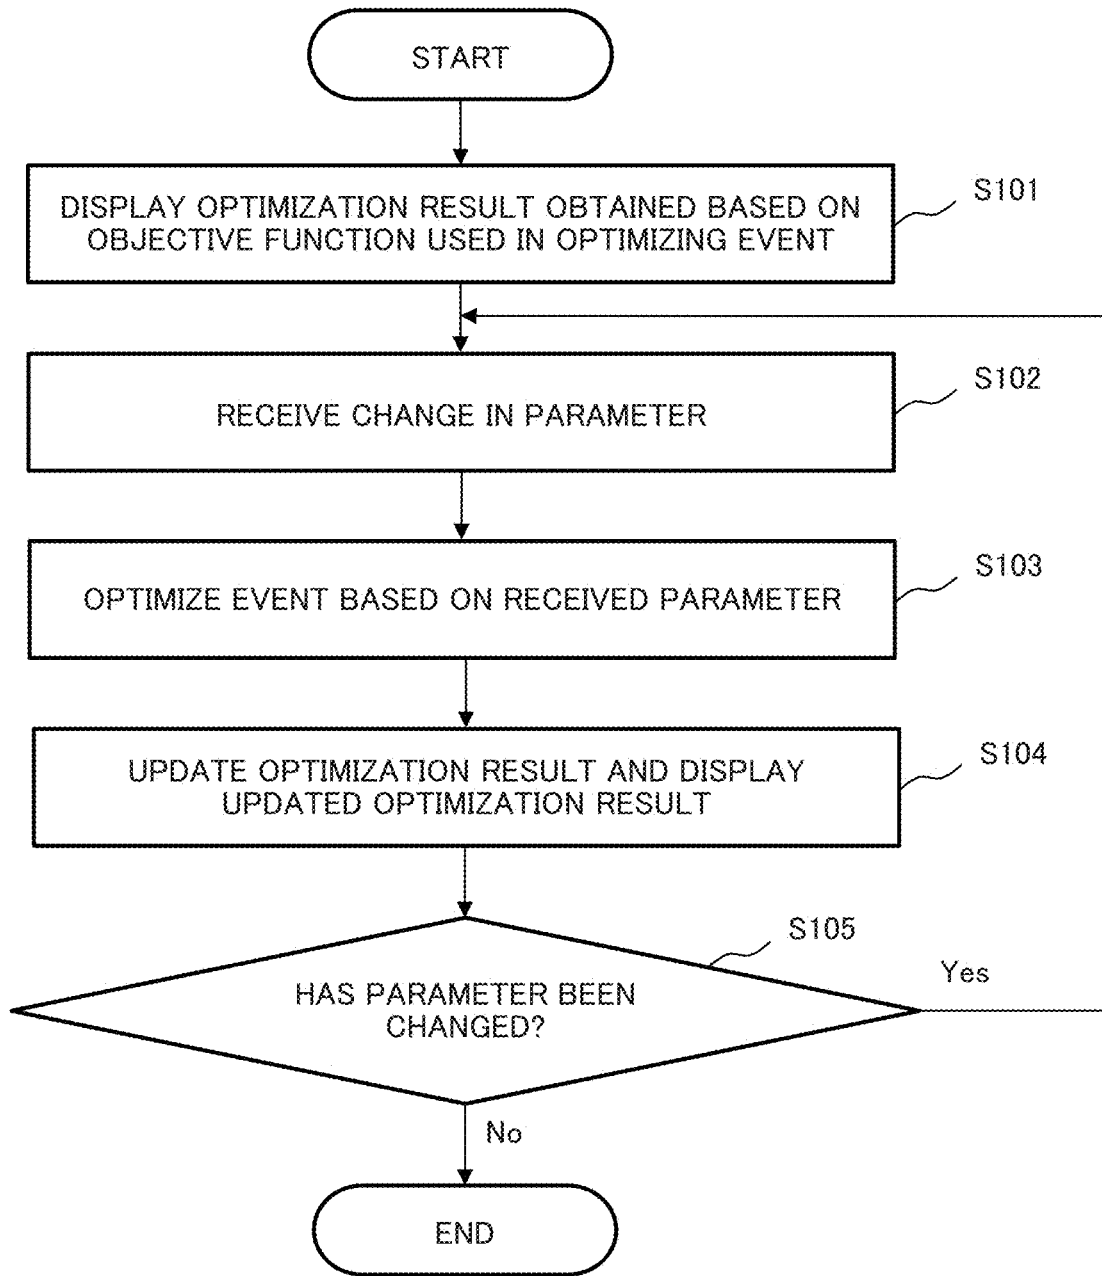 START
DISPLAY OPTIMIZATION RESULT OBTAINED BASED ON
OBJECTIVE FUNCTION USED IN OPTIMIZING EVENT
S101
RECEIVE CHANGE IN PARAMETER
S102
OPTIMIZE EVENT BASED ON RECEIVED PARAMETER
S103
UPDATE OPTIMIZATION RESULT AND DISPLAY
UPDATED OPTIMIZATION RESULT
S104
HAS PARAMETER BEEN
CHANGED?
S105
Yes
No
END